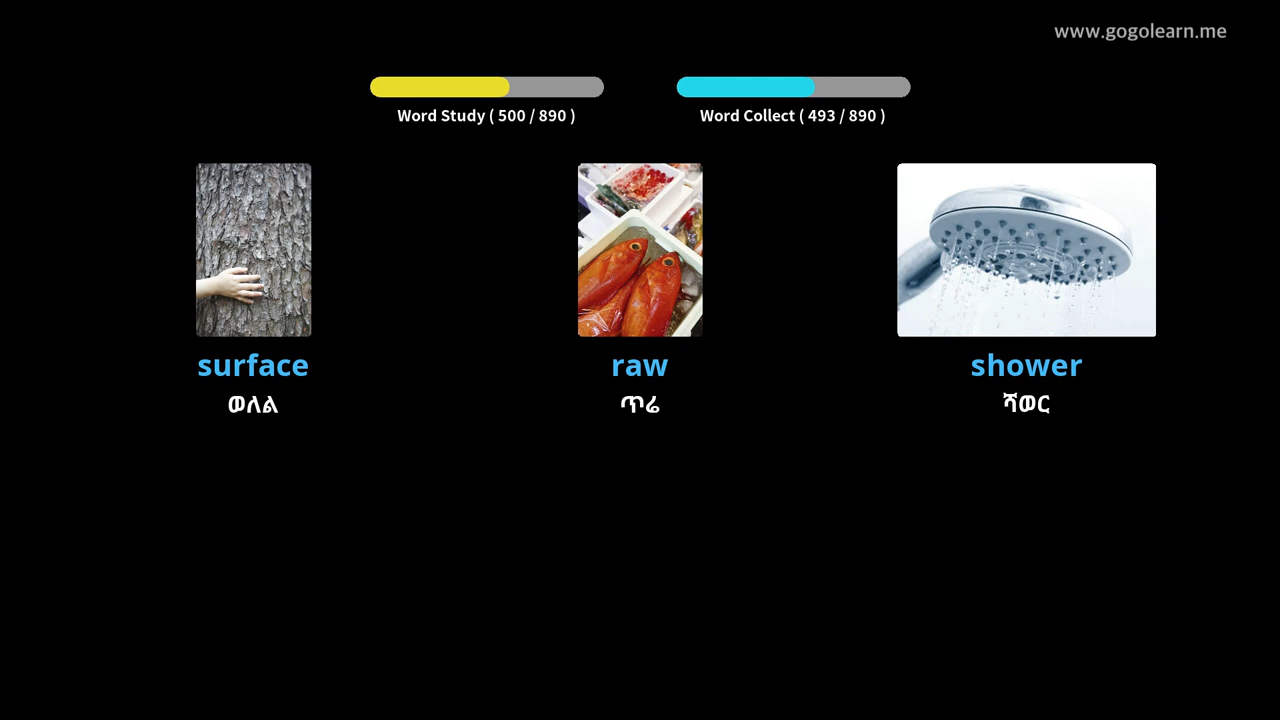 www.gogolearn.me
Word Study ( 500 / 890 )
Word Collect ( 493 / 890 )
surface
raw
shower
ወለል
ጥሬ
ሻወር